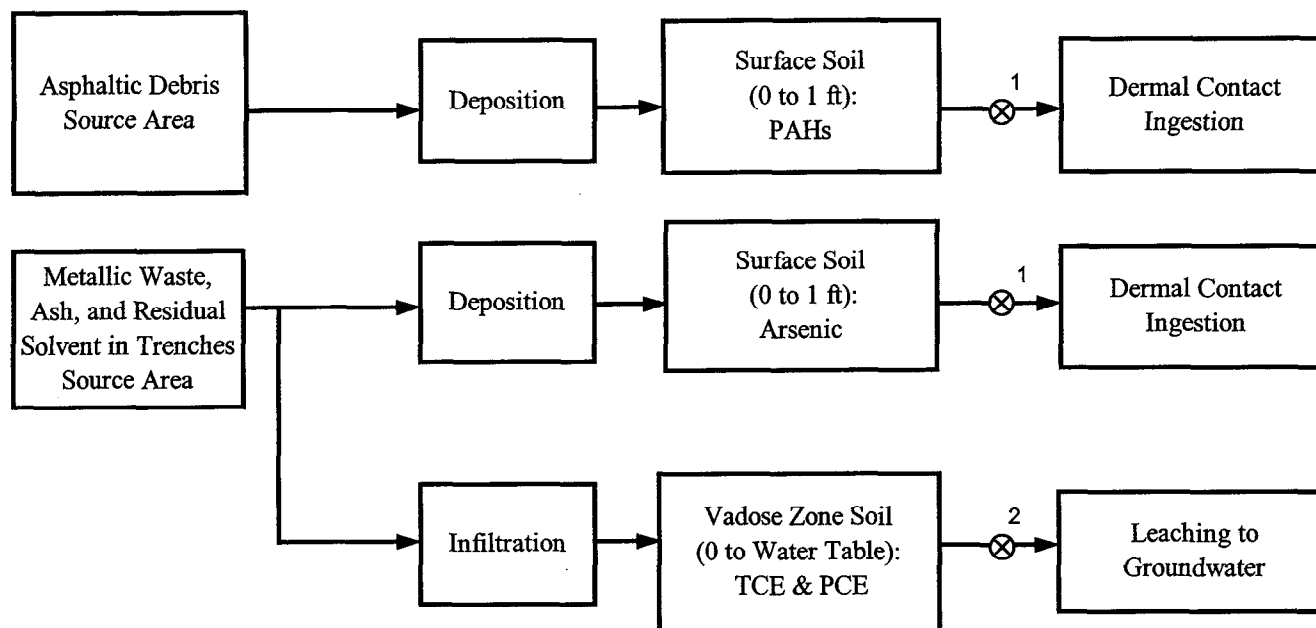 Asphaltic Debris
Source Area
Deposition
Surface Soil
(0 to 1 ft):
PAHs
1
Dermal Contact
Ingestion
Metallic Waste,
Ash, and Residual
Solvent in Trenches
Source Area
Deposition
Surface Soil
(0 to 1 ft):
Arsenic
1
Dermal Contact
Ingestion
Infiltration
Vadose Zone Soil
(0 to Water Table):
TCE & PCE
2
Leaching to
Groundwater